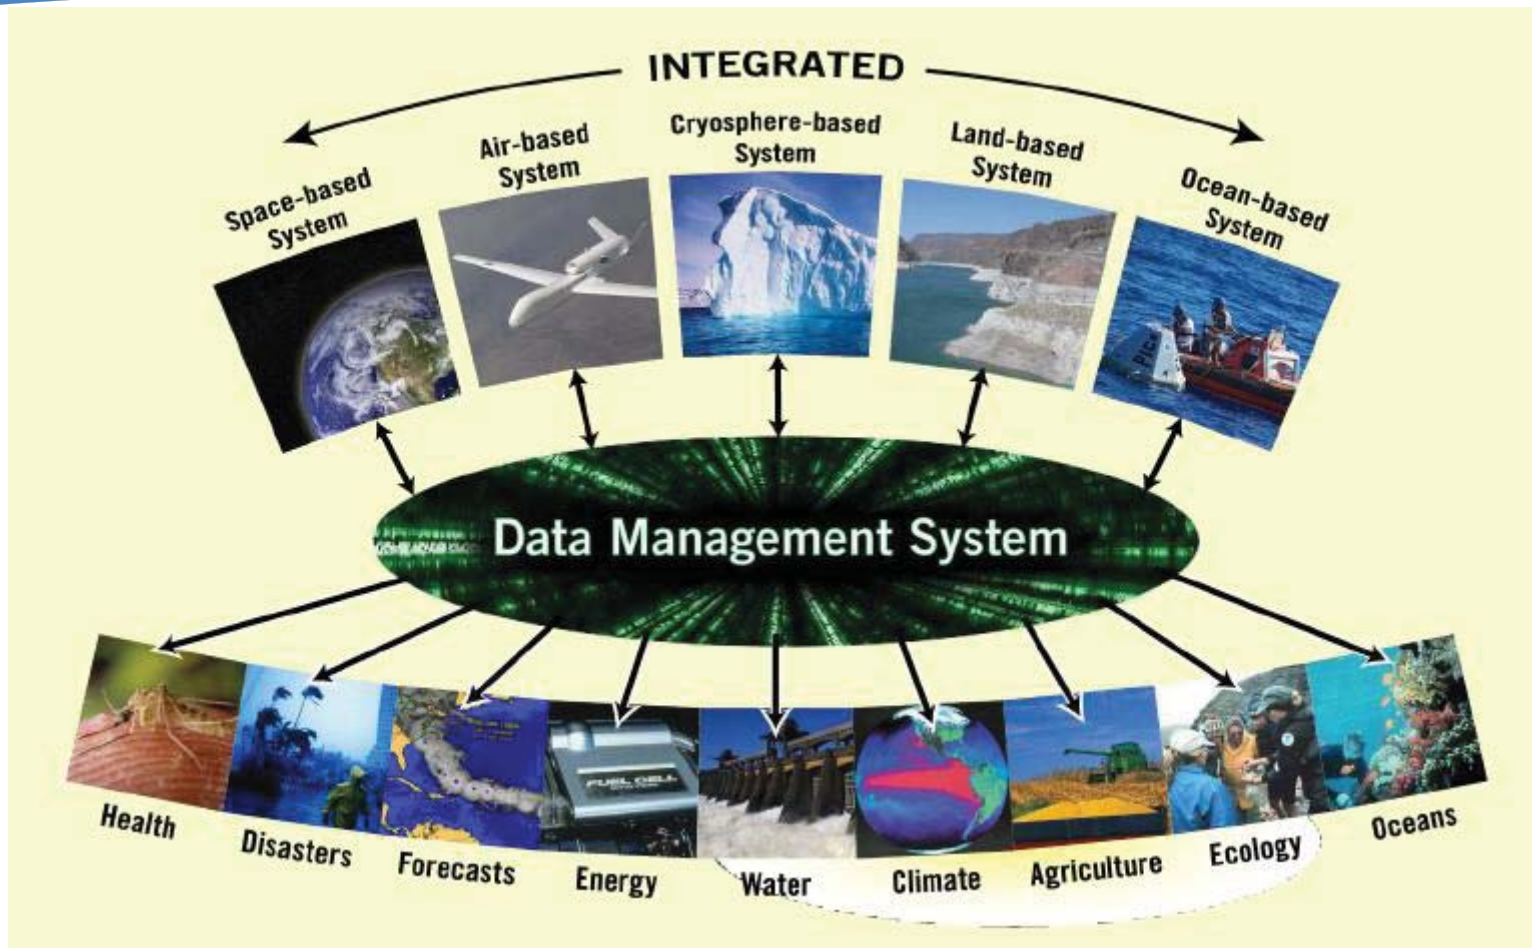 INTEGRATED
Space-based
System
Air-based
System
Cryosphere-based
System
Land-based
System
Ocean-based
System
Data Management System
FUEL CELL
Health
Disasters
Forecasts
Energy
Water
Climate
Agriculture
Ecology
Oceans